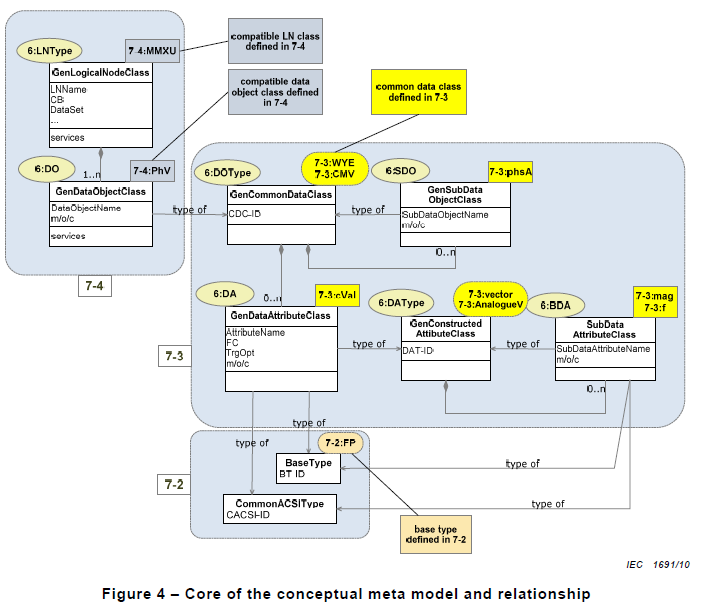 6:LNType
7-4:MMXU
GenLogicalNodeClass
LNName
CB
DataSet
...
services
1..n
6:DO
7-4:PhV
GenDataObjectClass
DataObjectName
m/o/c
services
7-4
compatible LN class
defined in 7-4
compatible data
object class defined
in 7-4
common data class
defined in 7-3
6:DOType
7-3:WYE
7-3:CMV
GenCommonDataClass
CDC-ID
type of
type of
6:SDO
7-3:phsA
GenSubData
ObjectClass
SubDataObjectName
m/o/c
0..n
6:DA
0..n
7-3:cVal
GenDataAttributeClass
AttributeName
FC
TrgOpt
m/o/c
type of
6:DAType
7-3:vector
7-3:AnalogueV
GenConstructed
AttibuteClass
DAT-ID
type of
6:BDA
7-3:mag
7-3:f
SubData
AttributeClass
SubDataAttributeName
m/o/c
0..n
7-3
type of
type of
7-2:FP
BaseType
BT-ID
type of
7-2
CommonACSIType
CACSI-ID
type of
base type
defined in 7-2
IEC 1691/10
Figure 4 – Core of the conceptual meta model and relationship